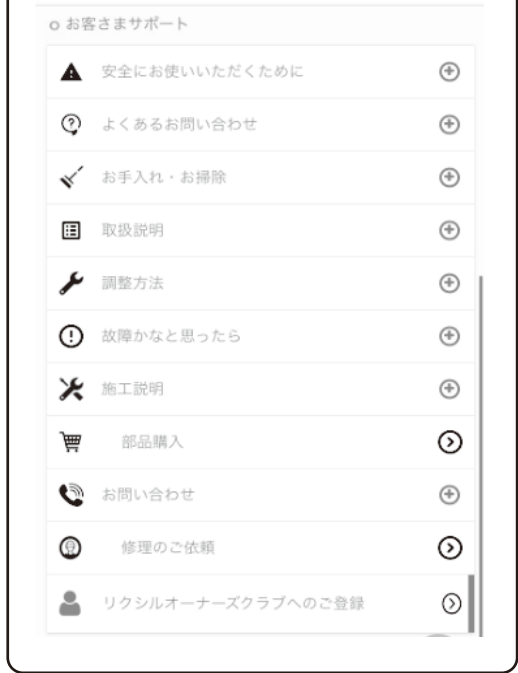 お客さまサポート
安全にお使いいただくために
よくあるお問い合わせ
お手入れ・お掃除
取扱説明
調整方法
故障かなと思ったら
施工説明
部品購入
お問い合わせ
修理のご依頼
リクシルオーナーズクラブへのご登録